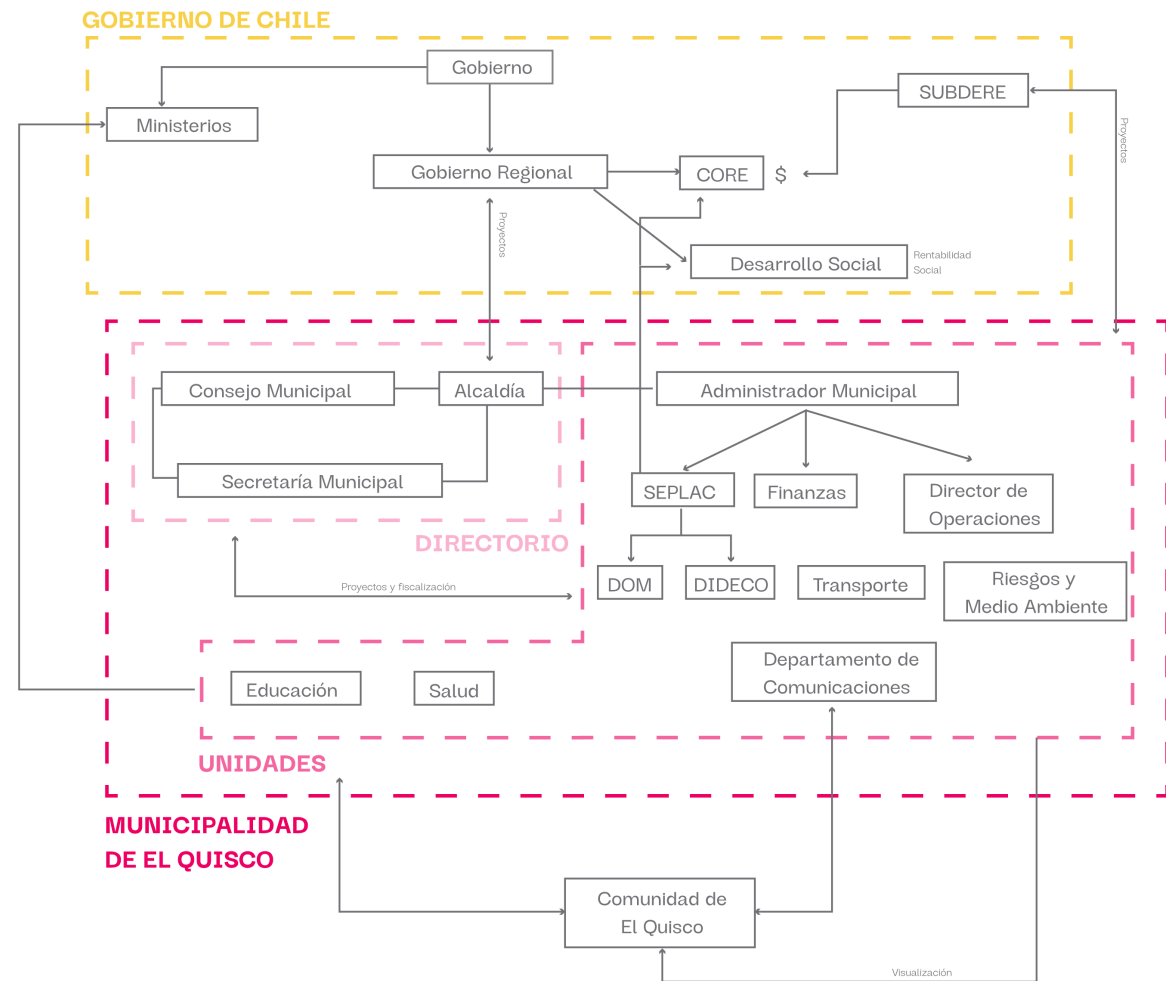 GOBIERNO DE CHILE
Gobierno
SUBDERE
Ministerios
Proyectos
Gobierno Regional
CORE
$
Proyectos
Desarrollo Social
Rentabilidad
Social
Consejo Municipal
Alcaldía
Administrador Municipal
Secretaría Municipal
SEPLAC
Finanzas
Director de
Operaciones
DIRECTORIO
Proyectos y fiscalización
DOM
DIDECO
Transporte
Riesgos y
Medio Ambiente
Departamento de
Comunicaciones
Educación
Salud
UNIDADES
MUNICIPALIDAD
DE EL QUISCO
Comunidad de
El Quisco
Visualización